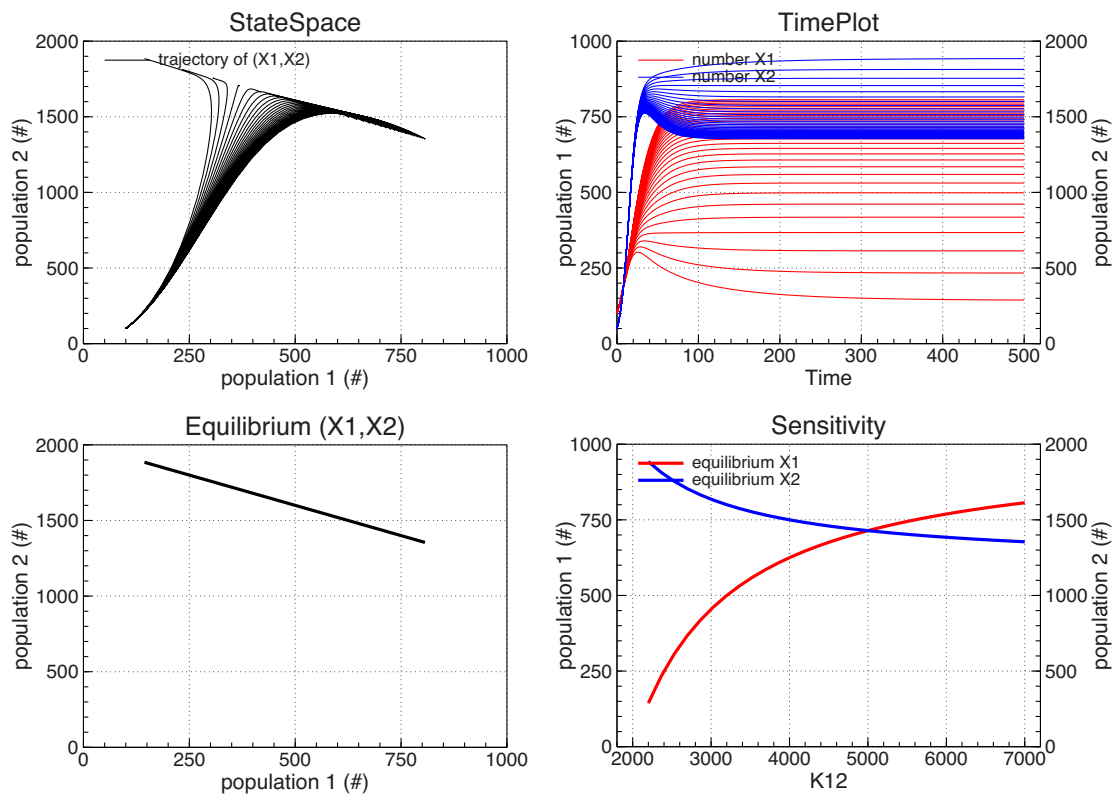 StateSpace
2000
1500
1000
500
0
population 2 (#)
trajectory of (X1,X2)
0 250 500 750 1000
population 1 (#)
TimePlot
1000
750
500
250
0
population 1 (#)
number X1
number X2
2000
1500
1000
500
0
population 2 (#)
0 100 200 300 400 500
Time
Equilibrium (X1,X2)
2000
1500
1000
500
0
population 2 (#)
0 250 500 750 1000
population 1 (#)
Sensitivity
1000
750
500
250
0
population 1 (#)
equilibrium X1
equilibrium X2
2000
1500
1000
500
0
population 2 (#)
2000 3000 4000 5000 6000 7000
K12